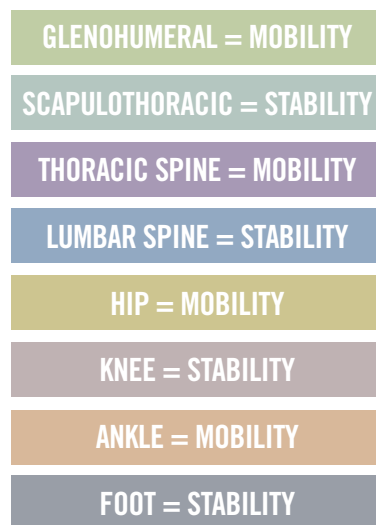 GLENOHUMERAL = MOBILITY
SCAPULOTHORACIC = STABILITY
THORACIC SPINE = MOBILITY
LUMBAR SPINE = STABILITY
HIP = MOBILITY
KNEE = STABILITY
ANKLE = MOBILITY
FOOT = STABILITY